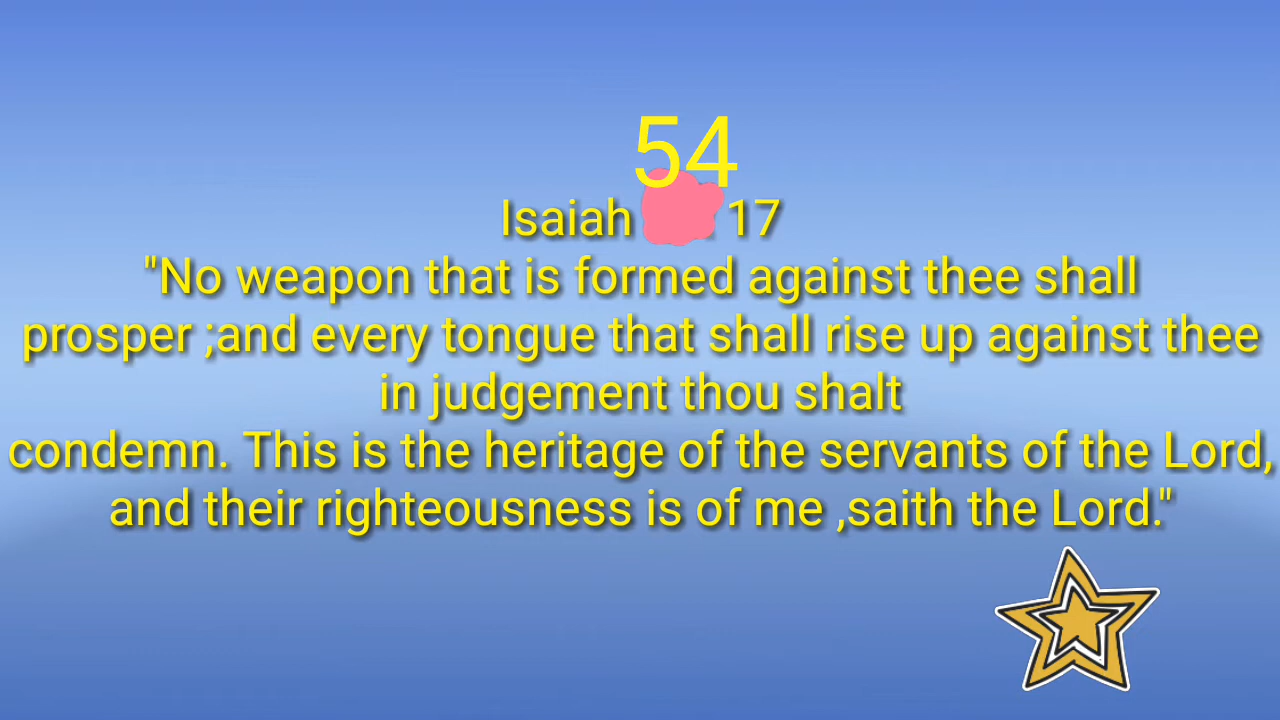 54
Isaiah 17
"No weapon that is formed against thee shall
prosper ;and every tongue that shall rise up against thee
in judgement thou shalt
condemn. This is the heritage of the servants of the Lord,
and their righteousness is of me ,saith the Lord."